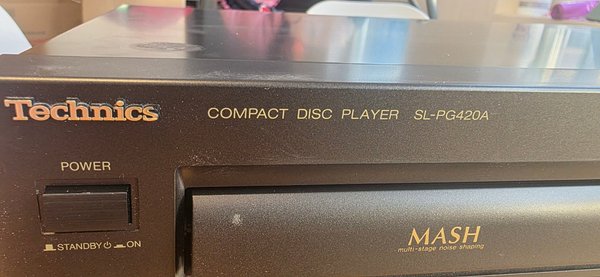 Technics COMPACT DISC PLAYER SL-PG420A
POWER
STANDBY ON
MASH
multi-stage noise shaping